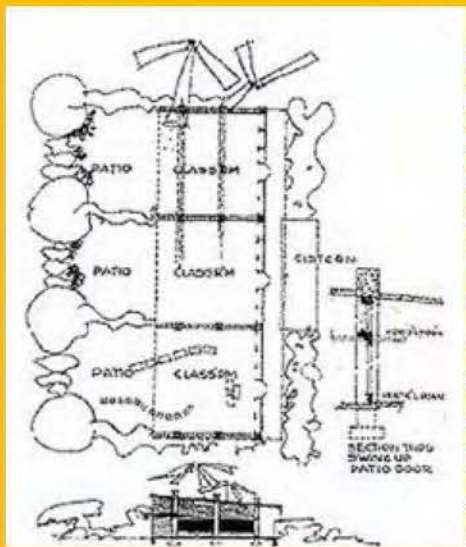 PATIO
CLASSRM
PATIO
CLASSRM
CISTERN
PATIO
CLASSRM
SECTION THRU
SWING UP
PATIO DOOR